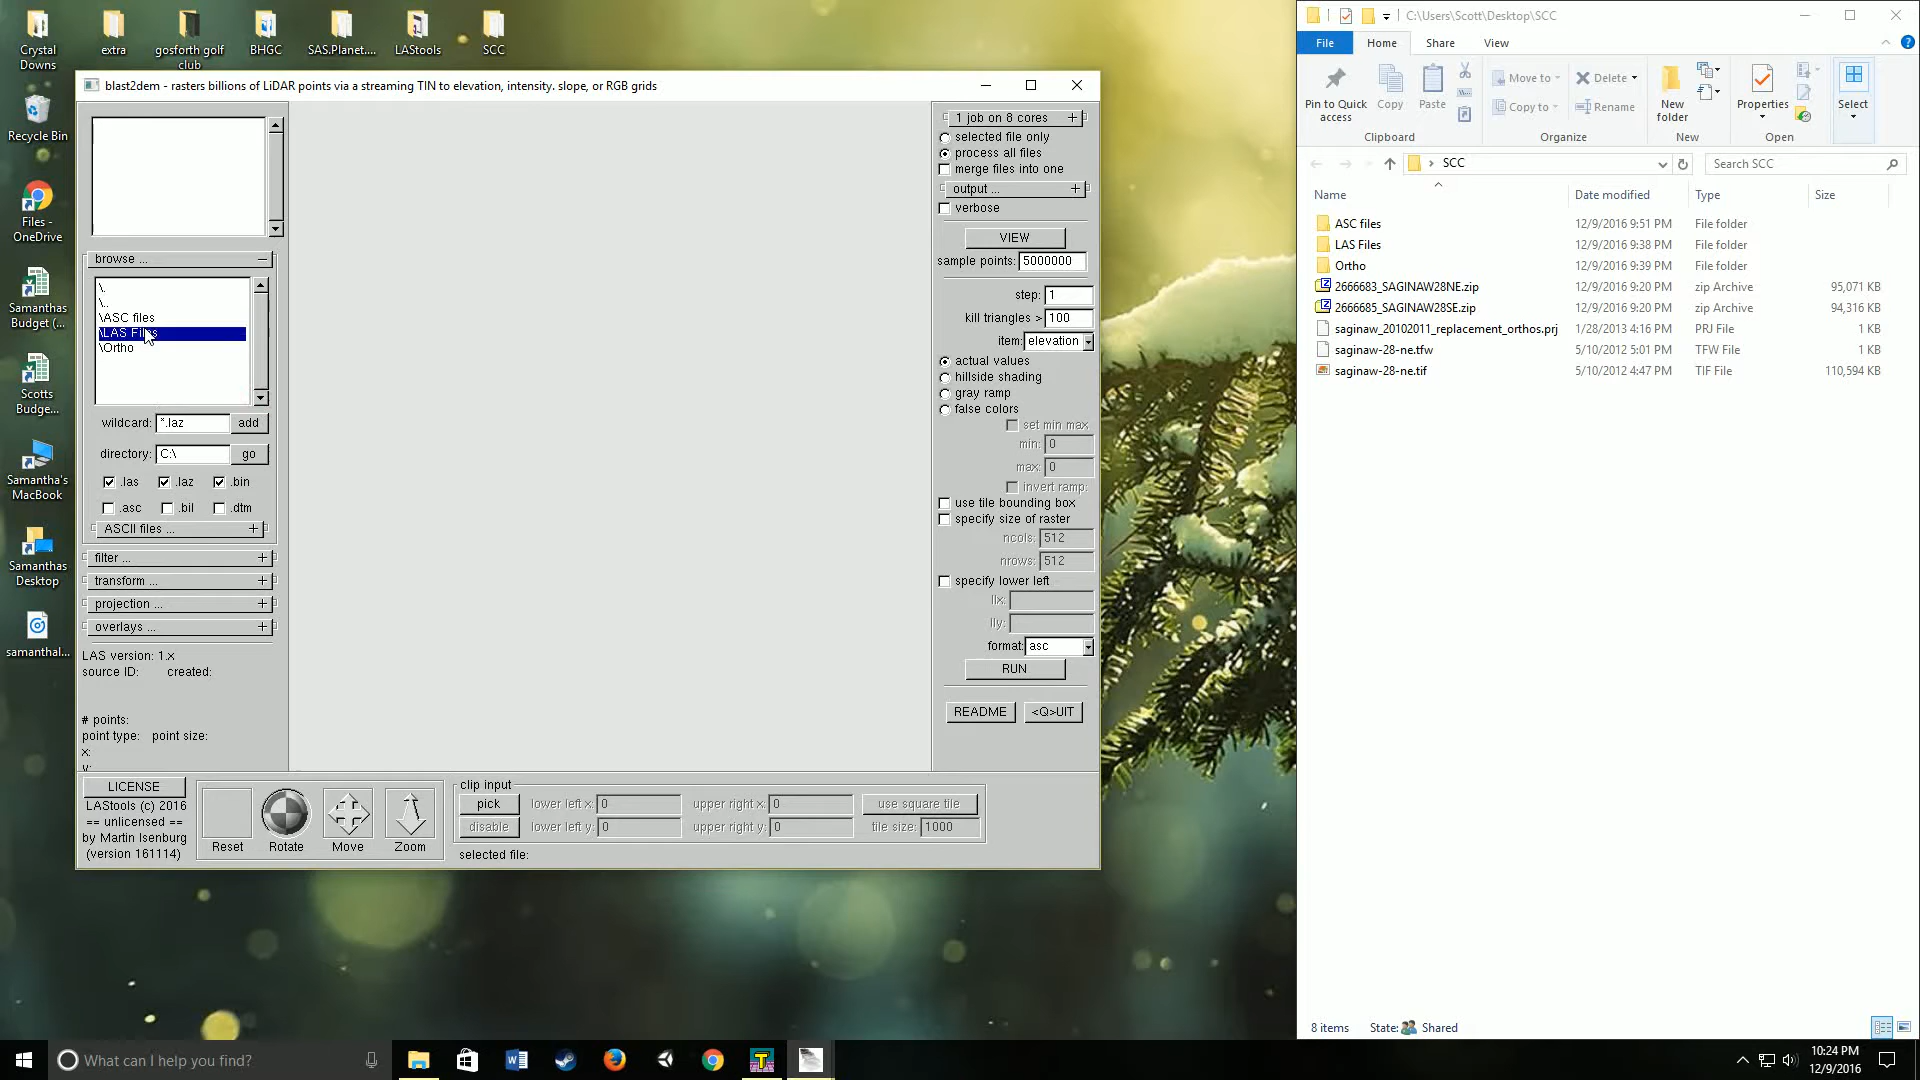 Crystal Downs
extra
gosforth golf club
BHGC
SAS.Planet....
LAStools
SCC
Recycle Bin
Files - OneDrive
Samanthas Budget (...
Scotts Budge...
Samantha's MacBook
Samanthas Desktop
samanthal...
blast2dem - rasters billions of LiDAR points via a streaming TIN to elevation, intensity. slope, or RGB grids
browse ...
\.
\..
\ASC files
\LAS Files
\Ortho
wildcard: *.laz add
directory: C:\ go
.las .laz .bin
.asc .bil .dtm
ASCII files ...
filter ...
transform ...
projection ...
overlays ...
LAS version: 1.x
source ID: created:
# points:
point type: point size:
x:
y:
LICENSE
LAStools (c) 2016
== unlicensed ==
by Martin Isenburg
(version 161114)
Reset
Rotate
Move
Zoom
clip input
pick lower left x: 0 upper right x: 0 use square tile
disable lower left y: 0 upper right y: 0 tile size: 1000
selected file:
1 job on 8 cores
selected file only
process all files
merge files into one
output ...
verbose
VIEW
sample points: 5000000
step: 1
kill triangles > 100
item: elevation
actual values
hillside shading
gray ramp
false colors
set min max
min: 0
max: 0
invert ramp:
use tile bounding box
specify size of raster
ncols: 512
nrows: 512
specify lower left
llx:
lly:
format: asc
RUN
README <Q>UIT
C:\Users\Scott\Desktop\SCC
File Home Share View
Pin to Quick access
Copy
Paste
Move to
Copy to
Delete
Rename
New folder
Properties
Select
Clipboard Organize New Open
SCC
Search SCC
Name Date modified Type Size
ASC files 12/9/2016 9:51 PM File folder
LAS Files 12/9/2016 9:38 PM File folder
Ortho 12/9/2016 9:39 PM File folder
2666683_SAGINAW28NE.zip 12/9/2016 9:20 PM zip Archive 95,071 KB
2666685_SAGINAW28SE.zip 12/9/2016 9:20 PM zip Archive 94,316 KB
saginaw_20102011_replacement_orthos.prj 1/28/2013 4:16 PM PRJ File 1 KB
saginaw-28-ne.tfw 5/10/2012 5:01 PM TFW File 1 KB
saginaw-28-ne.tif 5/10/2012 4:47 PM TIF File 110,594 KB
8 items State: Shared
What can I help you find?
10:24 PM
12/9/2016